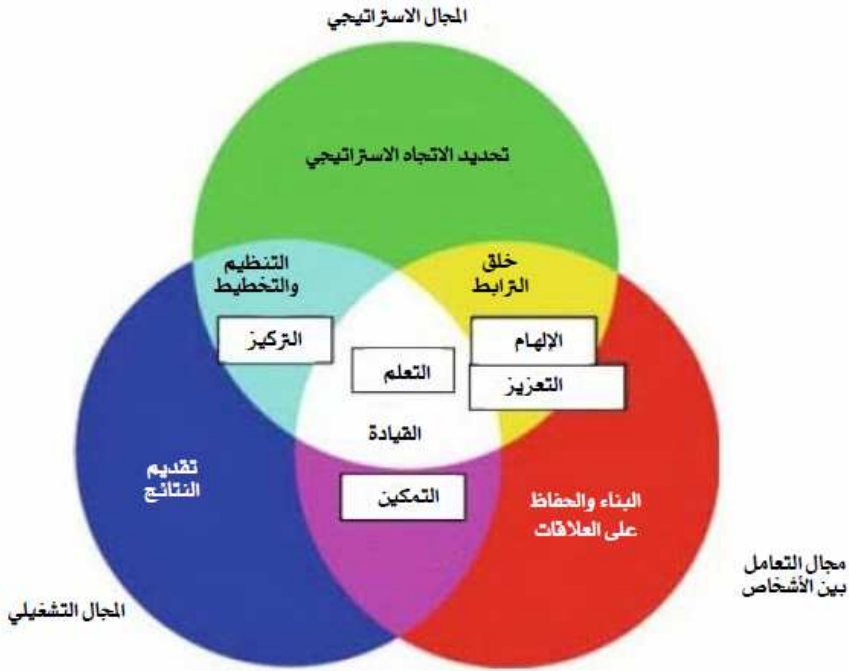 المجال الاستراتيجي
تحديد الاتجاه الاستراتيجي
خلق
الترابط
التنظيم
والتخطيط
الإلهام
التركيز
التعزيز
التعلم
القيادة
تقديم
النتائج
التمكين
البناء والحفاظ
على العلاقات
مجال التعامل
بين الأشخاص
المجال التشغيلي